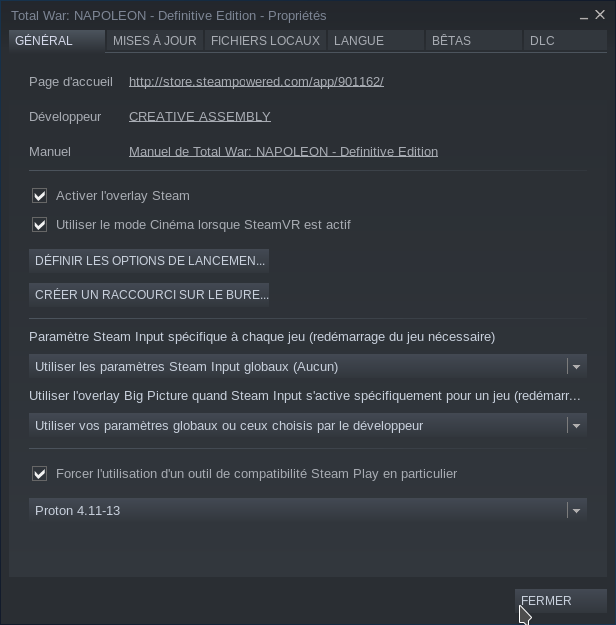 Total War: NAPOLEON - Definitive Edition - Propriétés
GÉNÉRAL MISES À JOUR FICHIERS LOCAUX LANGUE BÊTAS DLC
Page d'accueil http://store.steampowered.com/app/901162/
Développeur CREATIVE ASSEMBLY
Manuel Manuel de Total War: NAPOLEON - Definitive Edition
Activer l'overlay Steam
Utiliser le mode Cinéma lorsque SteamVR est actif
DÉFINIR LES OPTIONS DE LANCEMEN...
CRÉER UN RACCOURCI SUR LE BURE...
Paramètre Steam Input spécifique à chaque jeu (redémarrage du jeu nécessaire)
Utiliser les paramètres Steam Input globaux (Aucun)
Utiliser l'overlay Big Picture quand Steam Input s'active spécifiquement pour un jeu (redémarr...
Utiliser vos paramètres globaux ou ceux choisis par le développeur
Forcer l'utilisation d'un outil de compatibilité Steam Play en particulier
Proton 4.11-13
FERMER